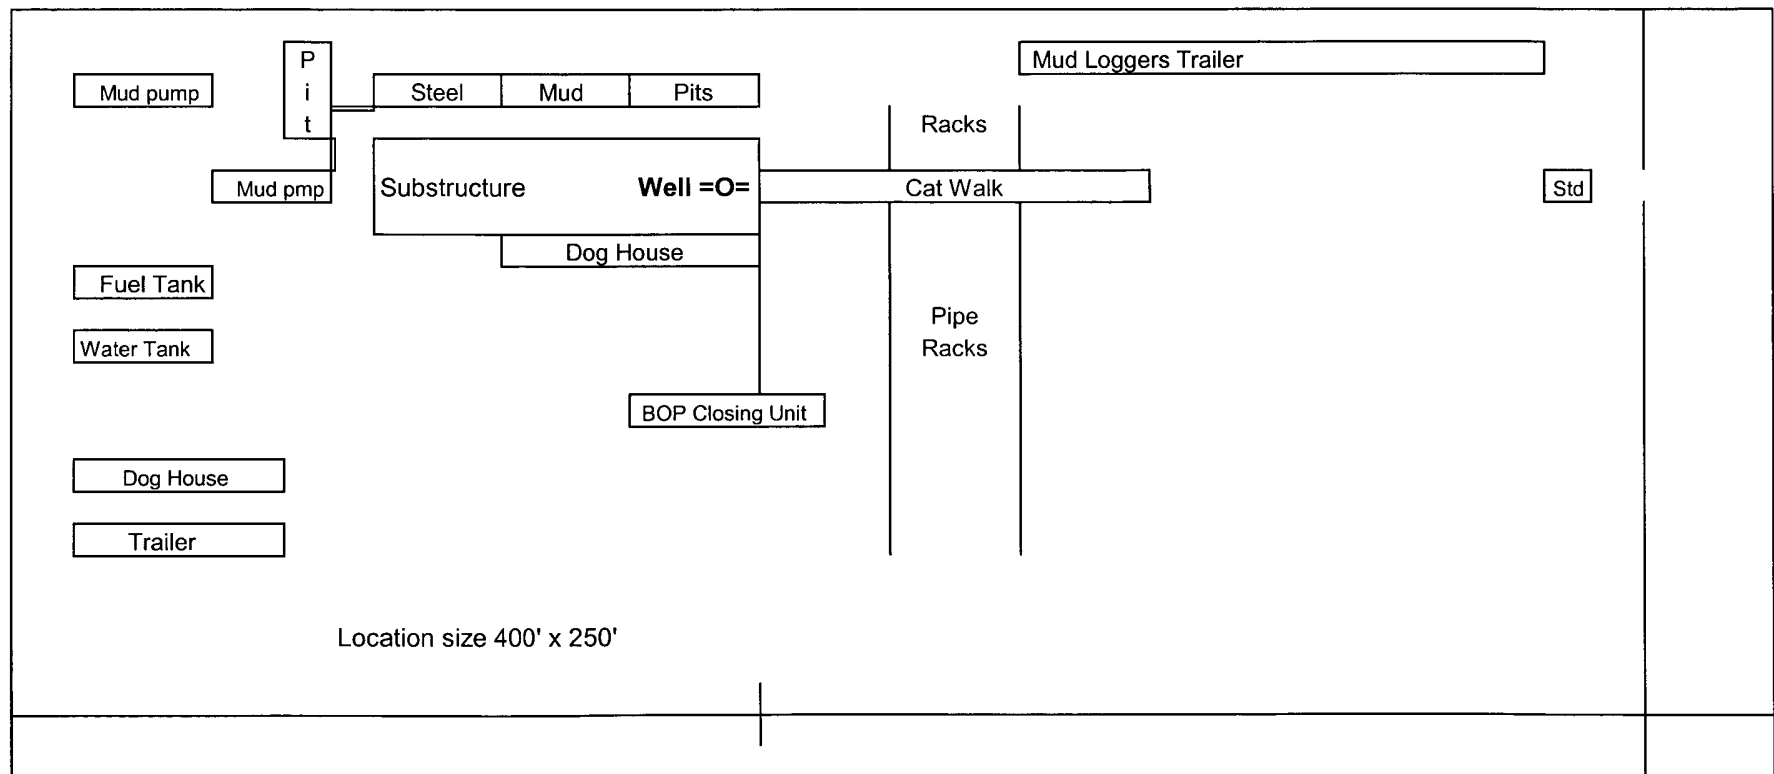 P
i
t
Mud Loggers Trailer
Mud pump
Steel Mud Pits
Racks
Mud pmp
Substructure Well =O=
Cat Walk
Std
Dog House
Fuel Tank
Pipe
Racks
Water Tank
BOP Closing Unit
Dog House
Trailer
Location size 400' x 250'